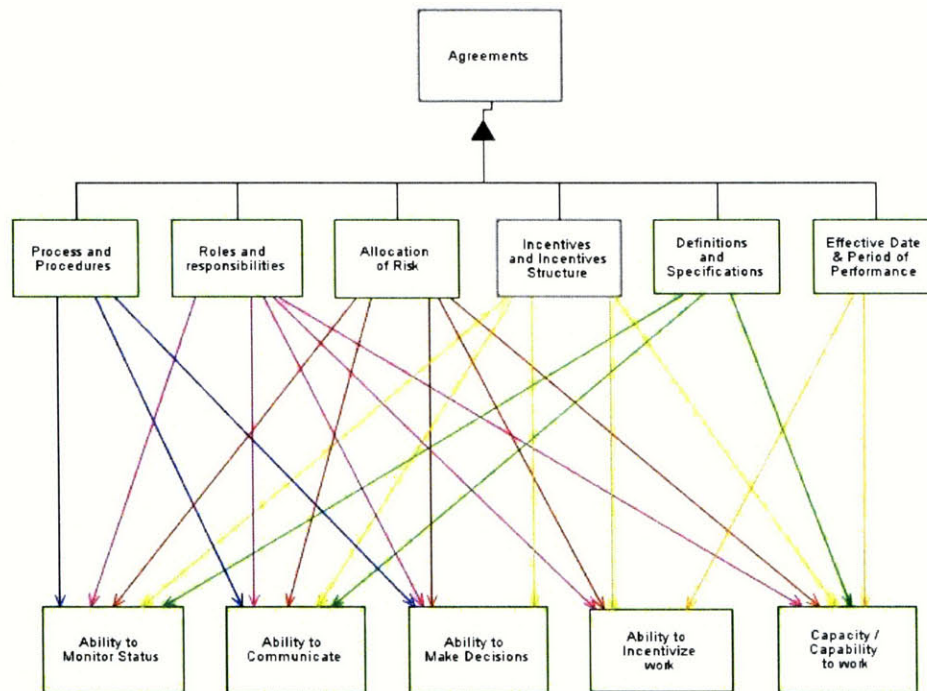 Agreements
Process and
Procedures
Roles and
responsibilities
Allocation
of Risk
Incentives
and Incentives
Structure
Definitions
and
Specifications
Effective Date
& Period of
Performance
Ability to
Monitor Status
Ability to
Communicate
Ability to
Make Decisions
Ability to
Incentivize
work
Capacity /
Capability
to work